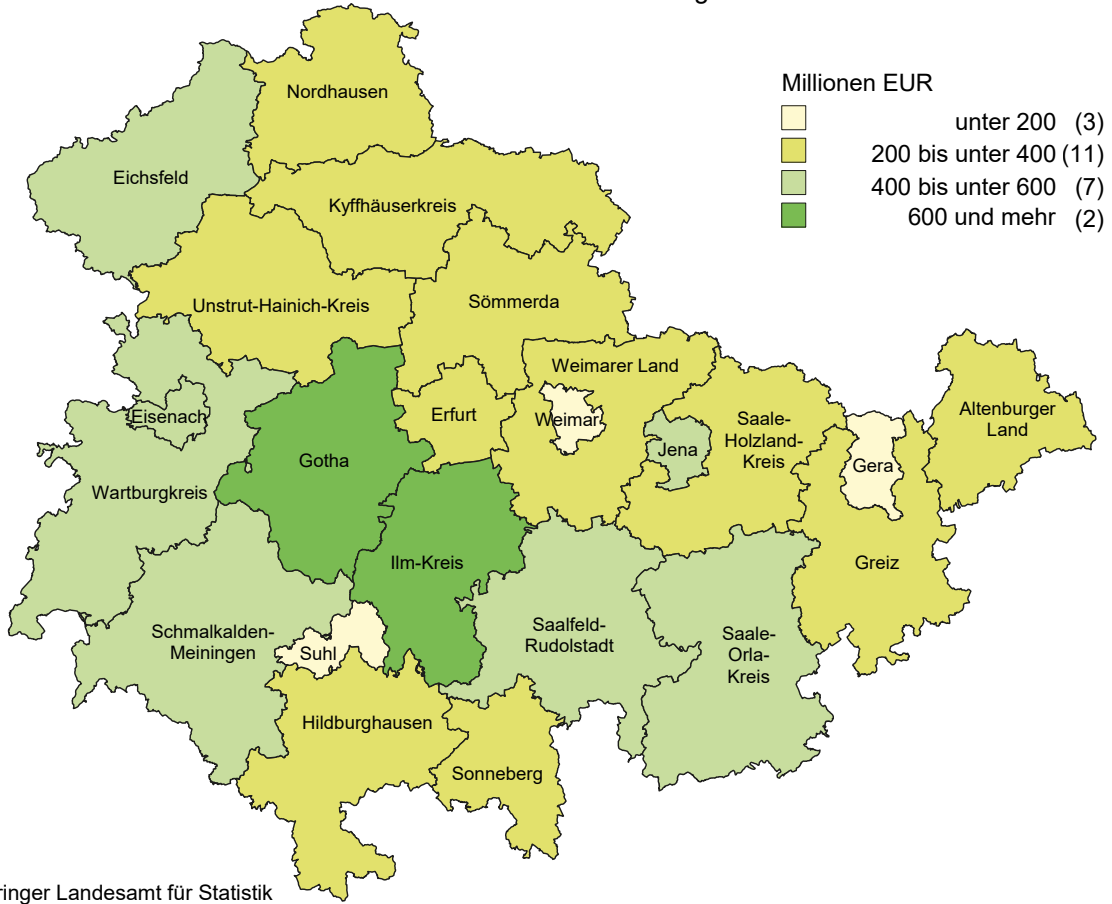 Millionen EUR
unter 200 (3)
200 bis unter 400 (11)
400 bis unter 600 (7)
600 und mehr (2)
Nordhausen
Eichsfeld
Kyffhäuserkreis
Unstrut-Hainich-Kreis
Sömmerda
Weimarer Land
Eisenach
Erfurt
Weimar
Jena
Saale-
Holzland-
Kreis
Gera
Altenburger
Land
Gotha
Wartburgkreis
Ilm-Kreis
Greiz
Schmalkalden-
Meiningen
Suhl
Saalfeld-
Rudolstadt
Saale-
Orla-
Kreis
Hildburghausen
Sonneberg
ringer Landesamt für Statistik